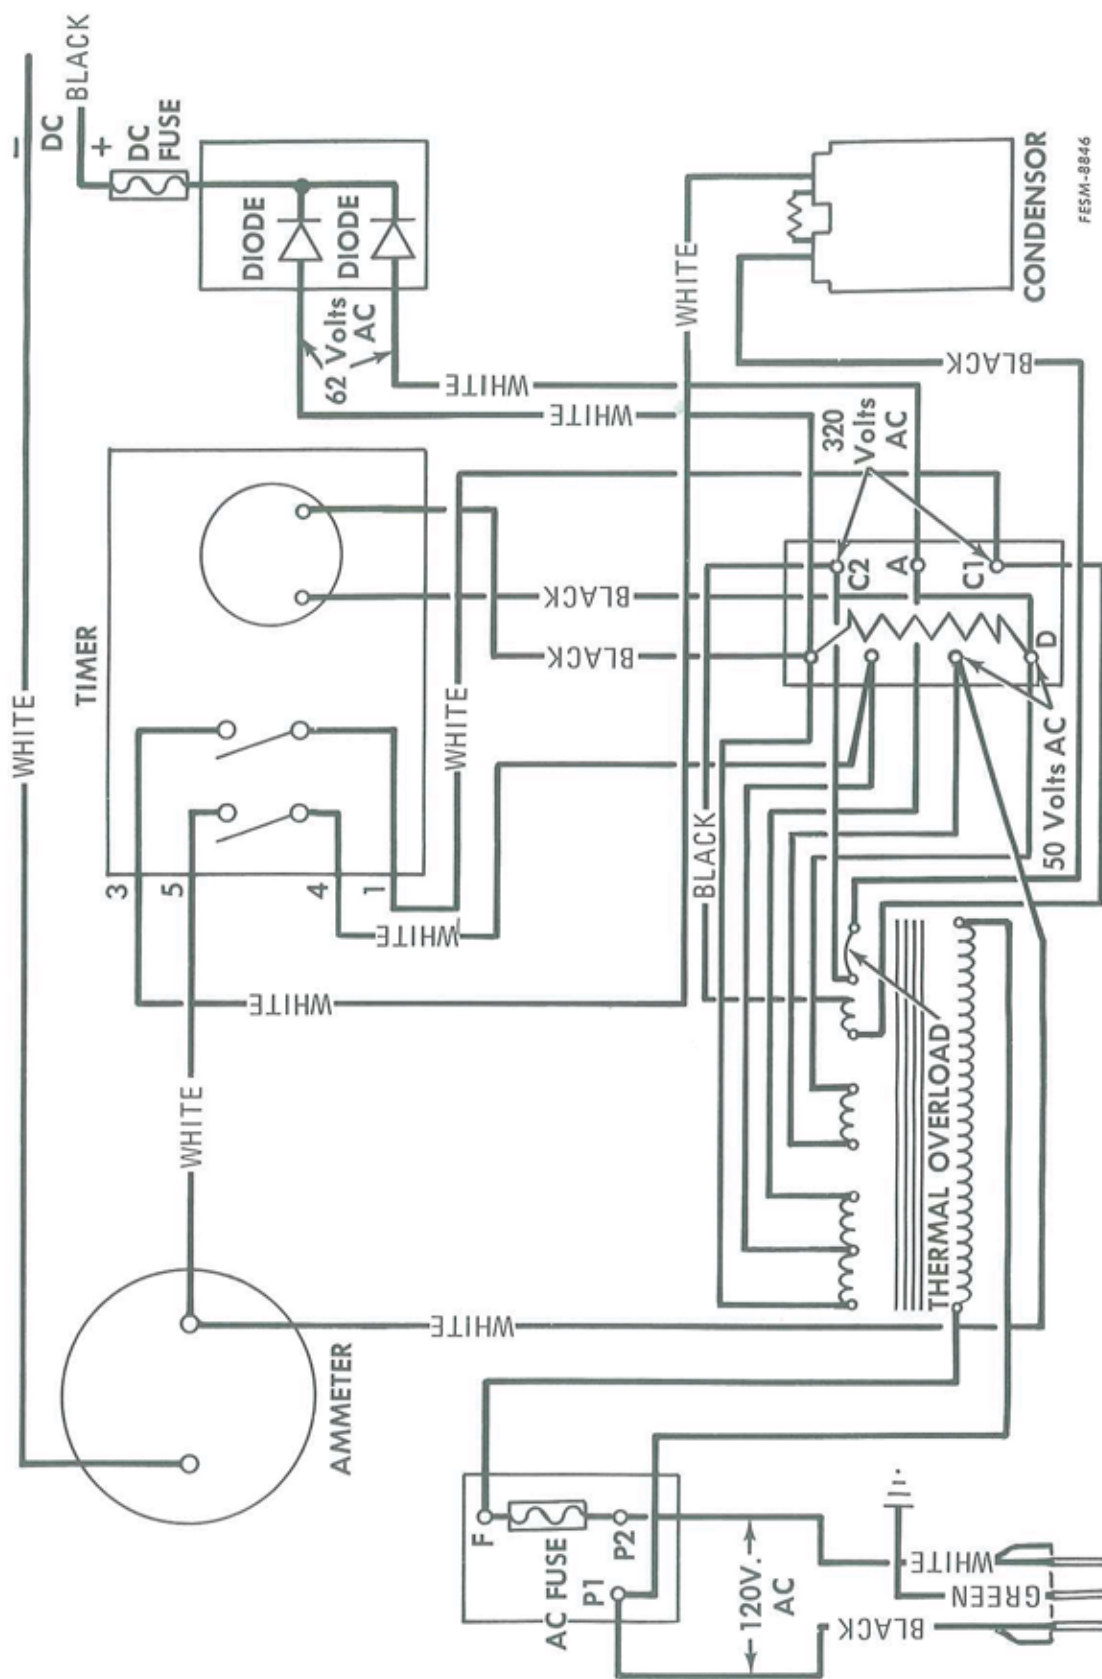 WHITE
−
DC
+
BLACK
DC
FUSE
DIODE
DIODE
62 Volts
AC
WHITE
WHITE
TIMER
3
5
4
1
BLACK
BLACK
WHITE
WHITE
WHITE
WHITE
WHITE
BLACK
CONDENSOR
FESM-8846
320
Volts
AC
C2
A
C1
D
50 Volts AC
BLACK
THERMAL OVERLOAD
AMMETER
WHITE
F
AC FUSE
P2
P1
120V.
AC
WHITE
GREEN
BLACK